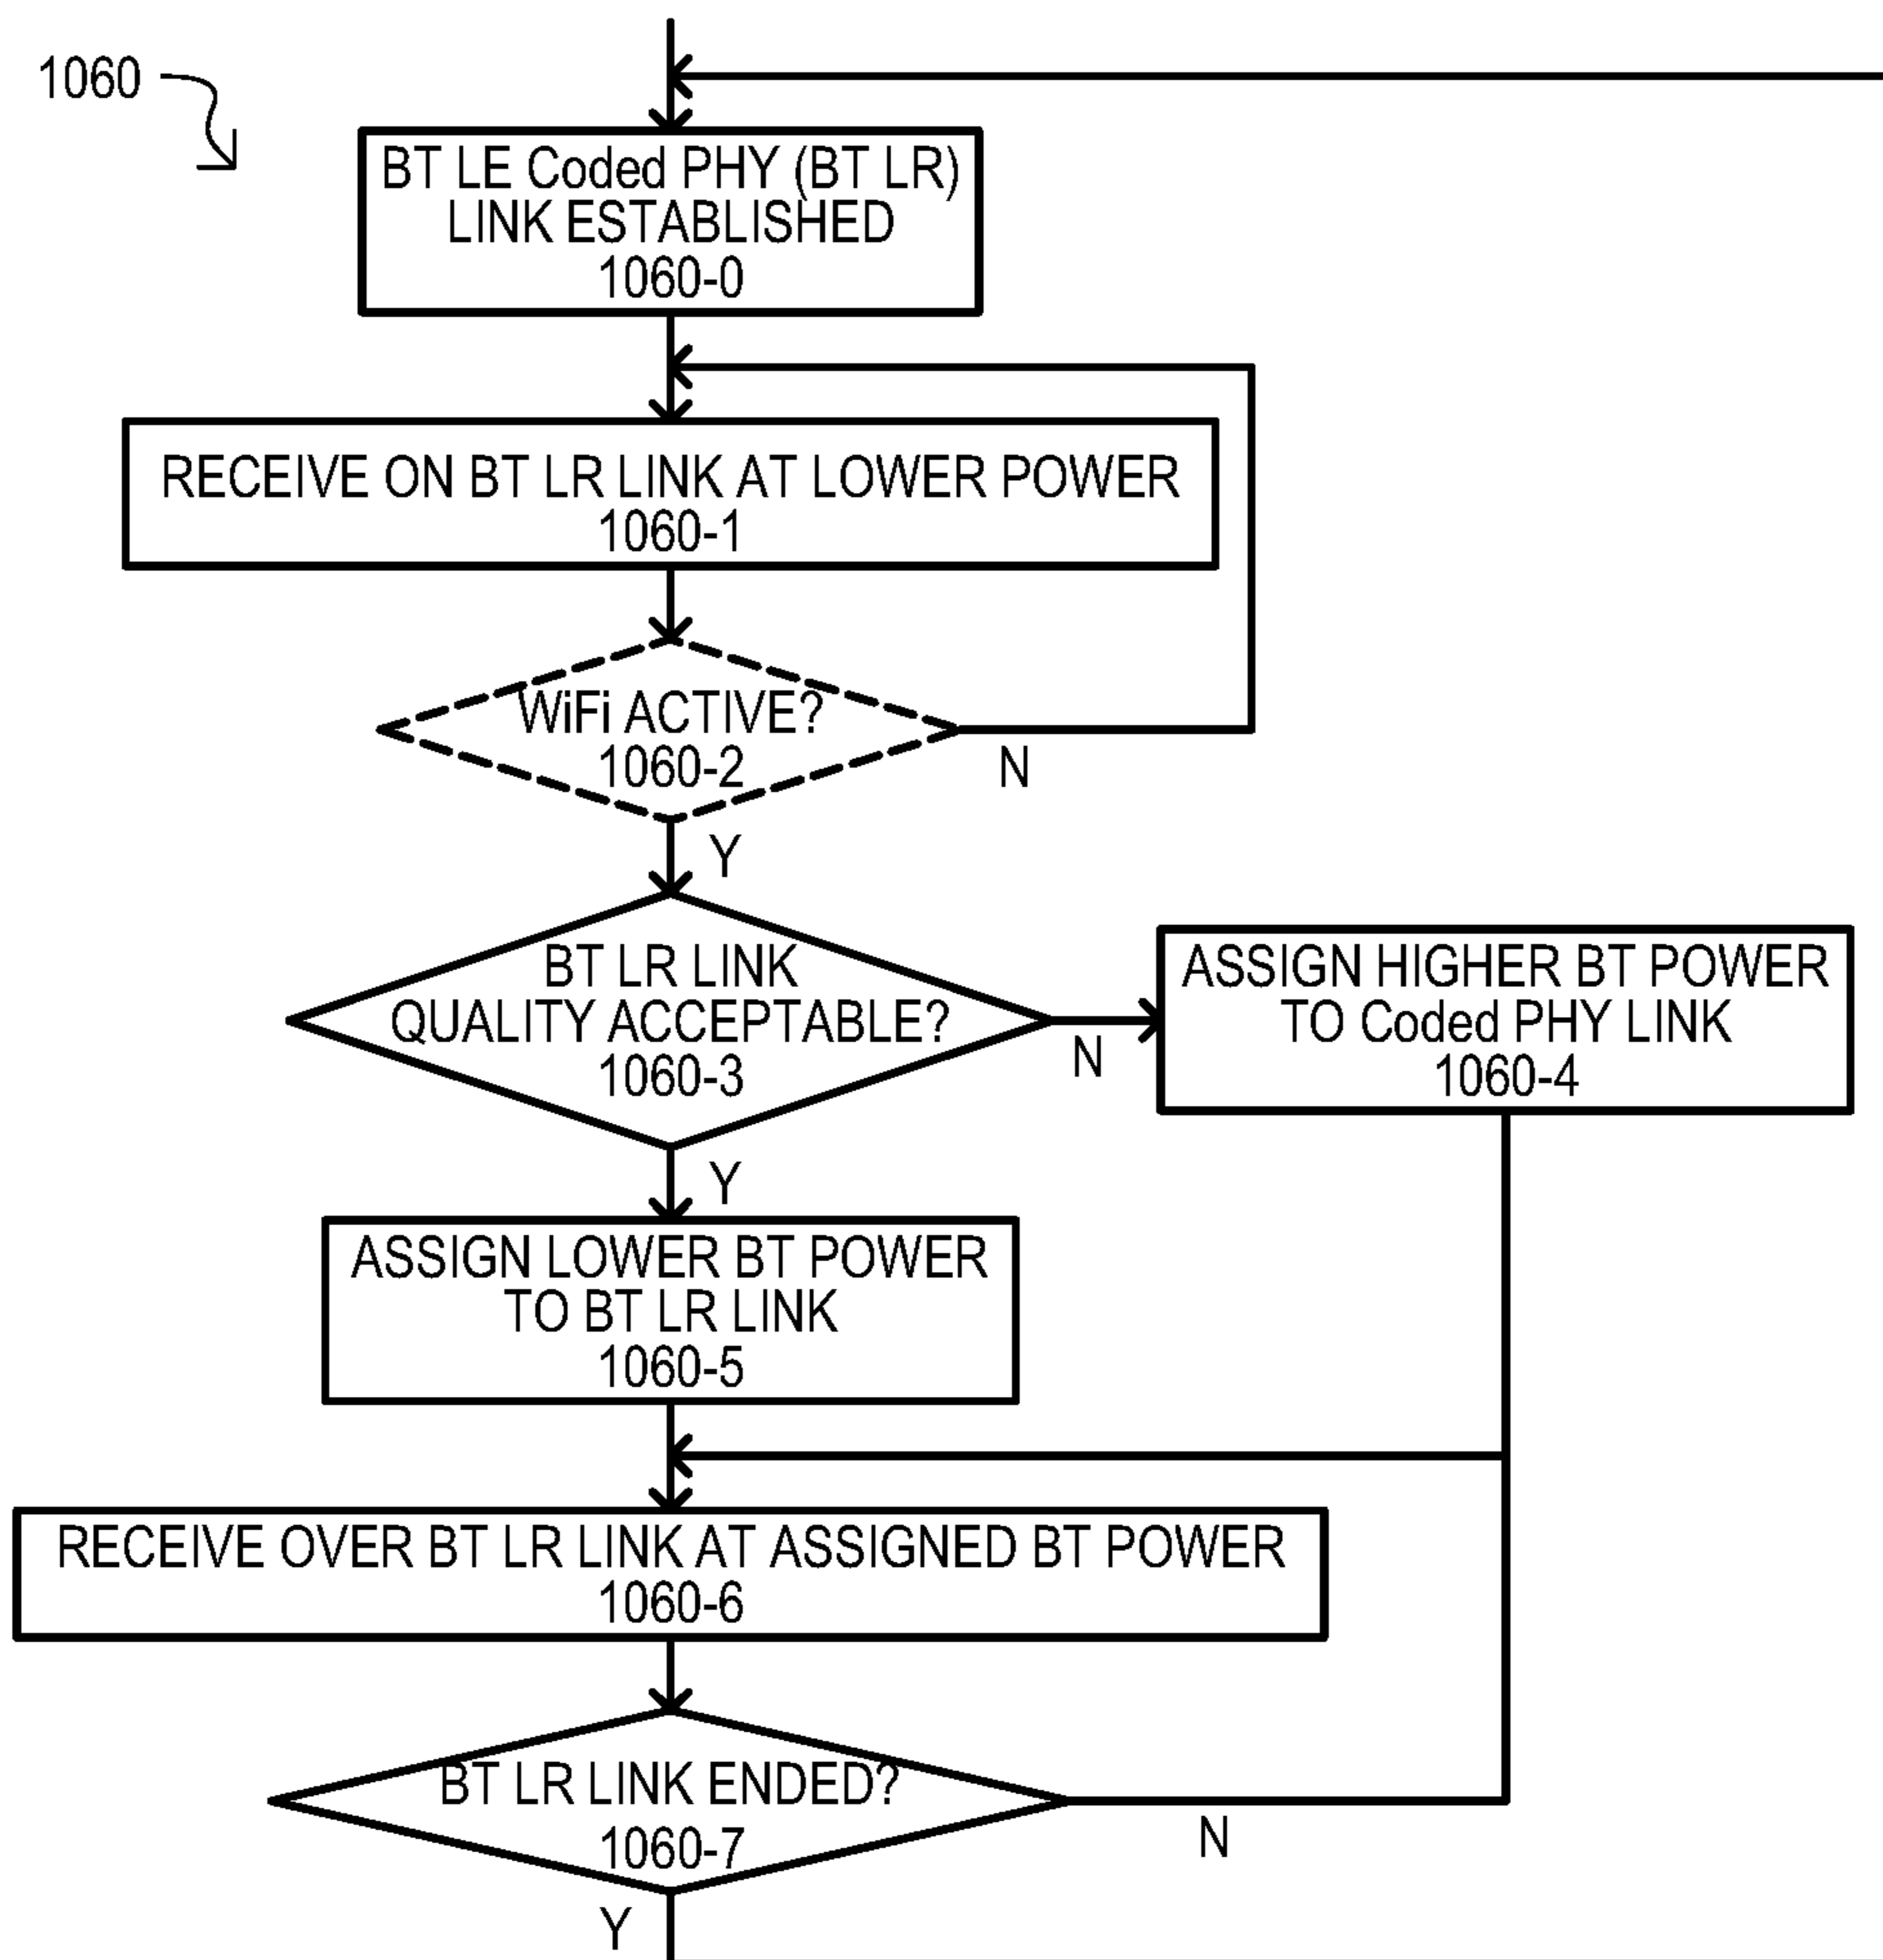 1060
BT LE Coded PHY (BT LR)
LINK ESTABLISHED
1060-0
RECEIVE ON BT LR LINK AT LOWER POWER
1060-1
WiFi ACTIVE?
1060-2
N
Y
BT LR LINK
QUALITY ACCEPTABLE?
1060-3
N
ASSIGN HIGHER BT POWER
TO Coded PHY LINK
1060-4
Y
ASSIGN LOWER BT POWER
TO BT LR LINK
1060-5
RECEIVE OVER BT LR LINK AT ASSIGNED BT POWER
1060-6
BT LR LINK ENDED?
1060-7
N
Y